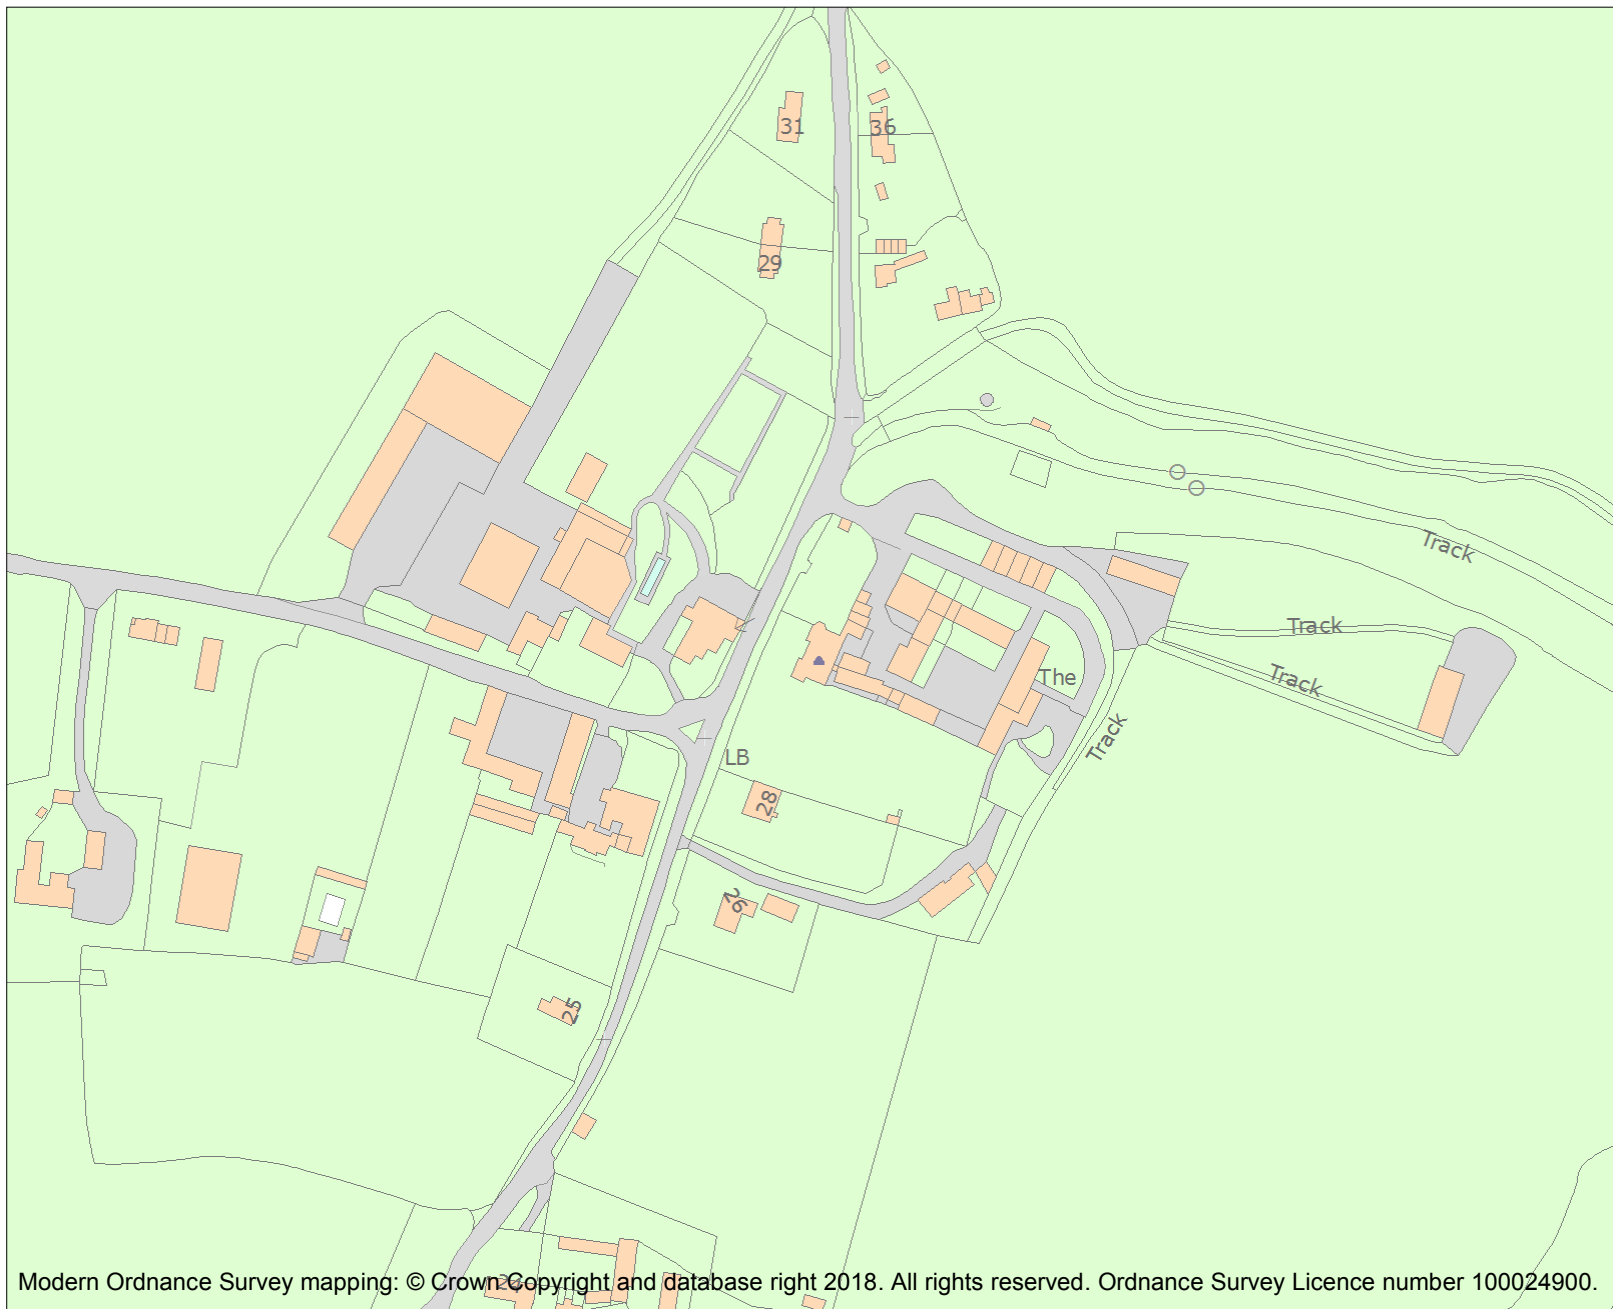 31
36
29
Track
Track
The
Track
Track
LB
28
26
25
Modern Ordnance Survey mapping: © Crown Copyright and database right 2018. All rights reserved. Ordnance Survey Licence number 100024900.